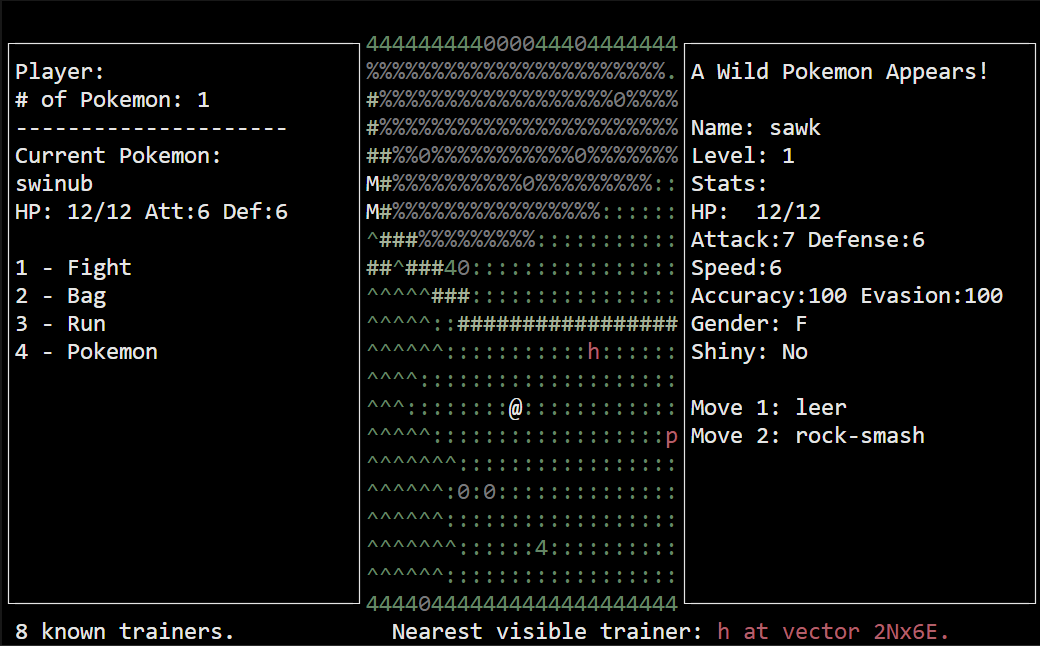 444444444000044404444444
Player: %%%%%%%%%%%%%%%%%%%%%%%. A Wild Pokemon Appears!
# of Pokemon: 1 #%%%%%%%%%%%%%%%%%%0%%%%
--------------------- #%%%%%%%%%%%%%%%%%%%%%%% Name: sawk
Current Pokemon: ##%%0%%%%%%%%%%%0%%%%%%% Level: 1
swinub M#%%%%%%%%%%0%%%%%%%%%:: Stats:
HP: 12/12 Att:6 Def:6 M#%%%%%%%%%%%%%%%%:::::: HP:  12/12
^###%%%%%%%%%::::::::::: Attack:7 Defense:6
1 - Fight ##^###40:::::::::::::::: Speed:6
2 - Bag ^^^^^###:::::::::::::::: Accuracy:100 Evasion:100
3 - Run ^^^^^::################# Gender: F
4 - Pokemon ^^^^^^:::::::::::h:::::: Shiny: No
^^^^::::::::::::::::::::
^^^::::::::@:::::::::::: Move 1: leer
^^^^^::::::::::::::::::p Move 2: rock-smash
^^^^^^^:::::::::::::::::
^^^^^^:0:0::::::::::::::
^^^^^^::::::::::::::::::
^^^^^^^::::::4::::::::::
^^^^^^::::::::::::::::::
444404444444444444444444
8 known trainers. Nearest visible trainer: h at vector 2Nx6E.